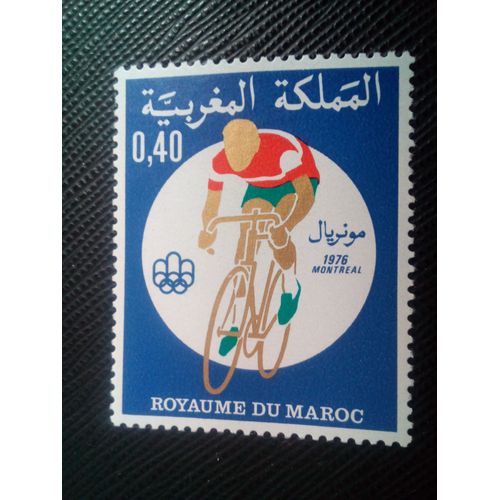 المملكة المغربية
0,40
مونريال
1976
MONTREAL
ROYAUME DU MAROC